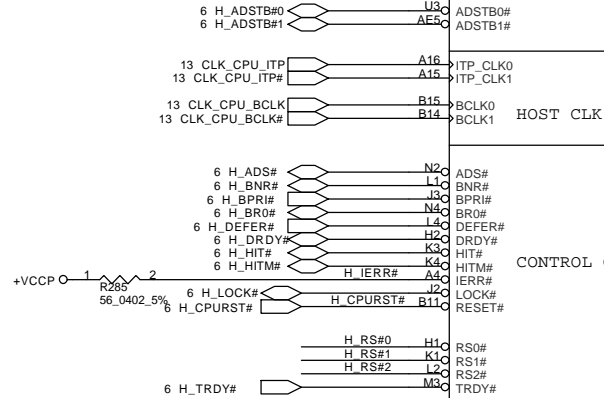 6 H_ADSTB#0 U3 ADSTB0#
6 H_ADSTB#1 AE5 ADSTB1#
13 CLK_CPU_ITP A16 ITP_CLK0
13 CLK_CPU_ITP# A15 ITP_CLK1
13 CLK_CPU_BCLK B15 BCLK0
13 CLK_CPU_BCLK# B14 BCLK1
HOST CLK
6 H_ADS# N2 ADS#
6 H_BNR# L1 BNR#
6 H_BPRI# J3 BPRI#
6 H_BR0# N4 BR0#
6 H_DEFER# L4 DEFER#
6 H_DRDY# H2 DRDY#
6 H_HIT# K3 HIT#
6 H_HITM# K4 HITM#
CONTROL
+VCCP 1 2 H_IERR# A4 IERR#
R285
56_0402_5%
6 H_LOCK# J2 LOCK#
6 H_CPURST# H_CPURST# B11 RESET#
H_RS#0 H1 RS0#
H_RS#1 K1 RS1#
H_RS#2 L2 RS2#
6 H_TRDY# M3 TRDY#